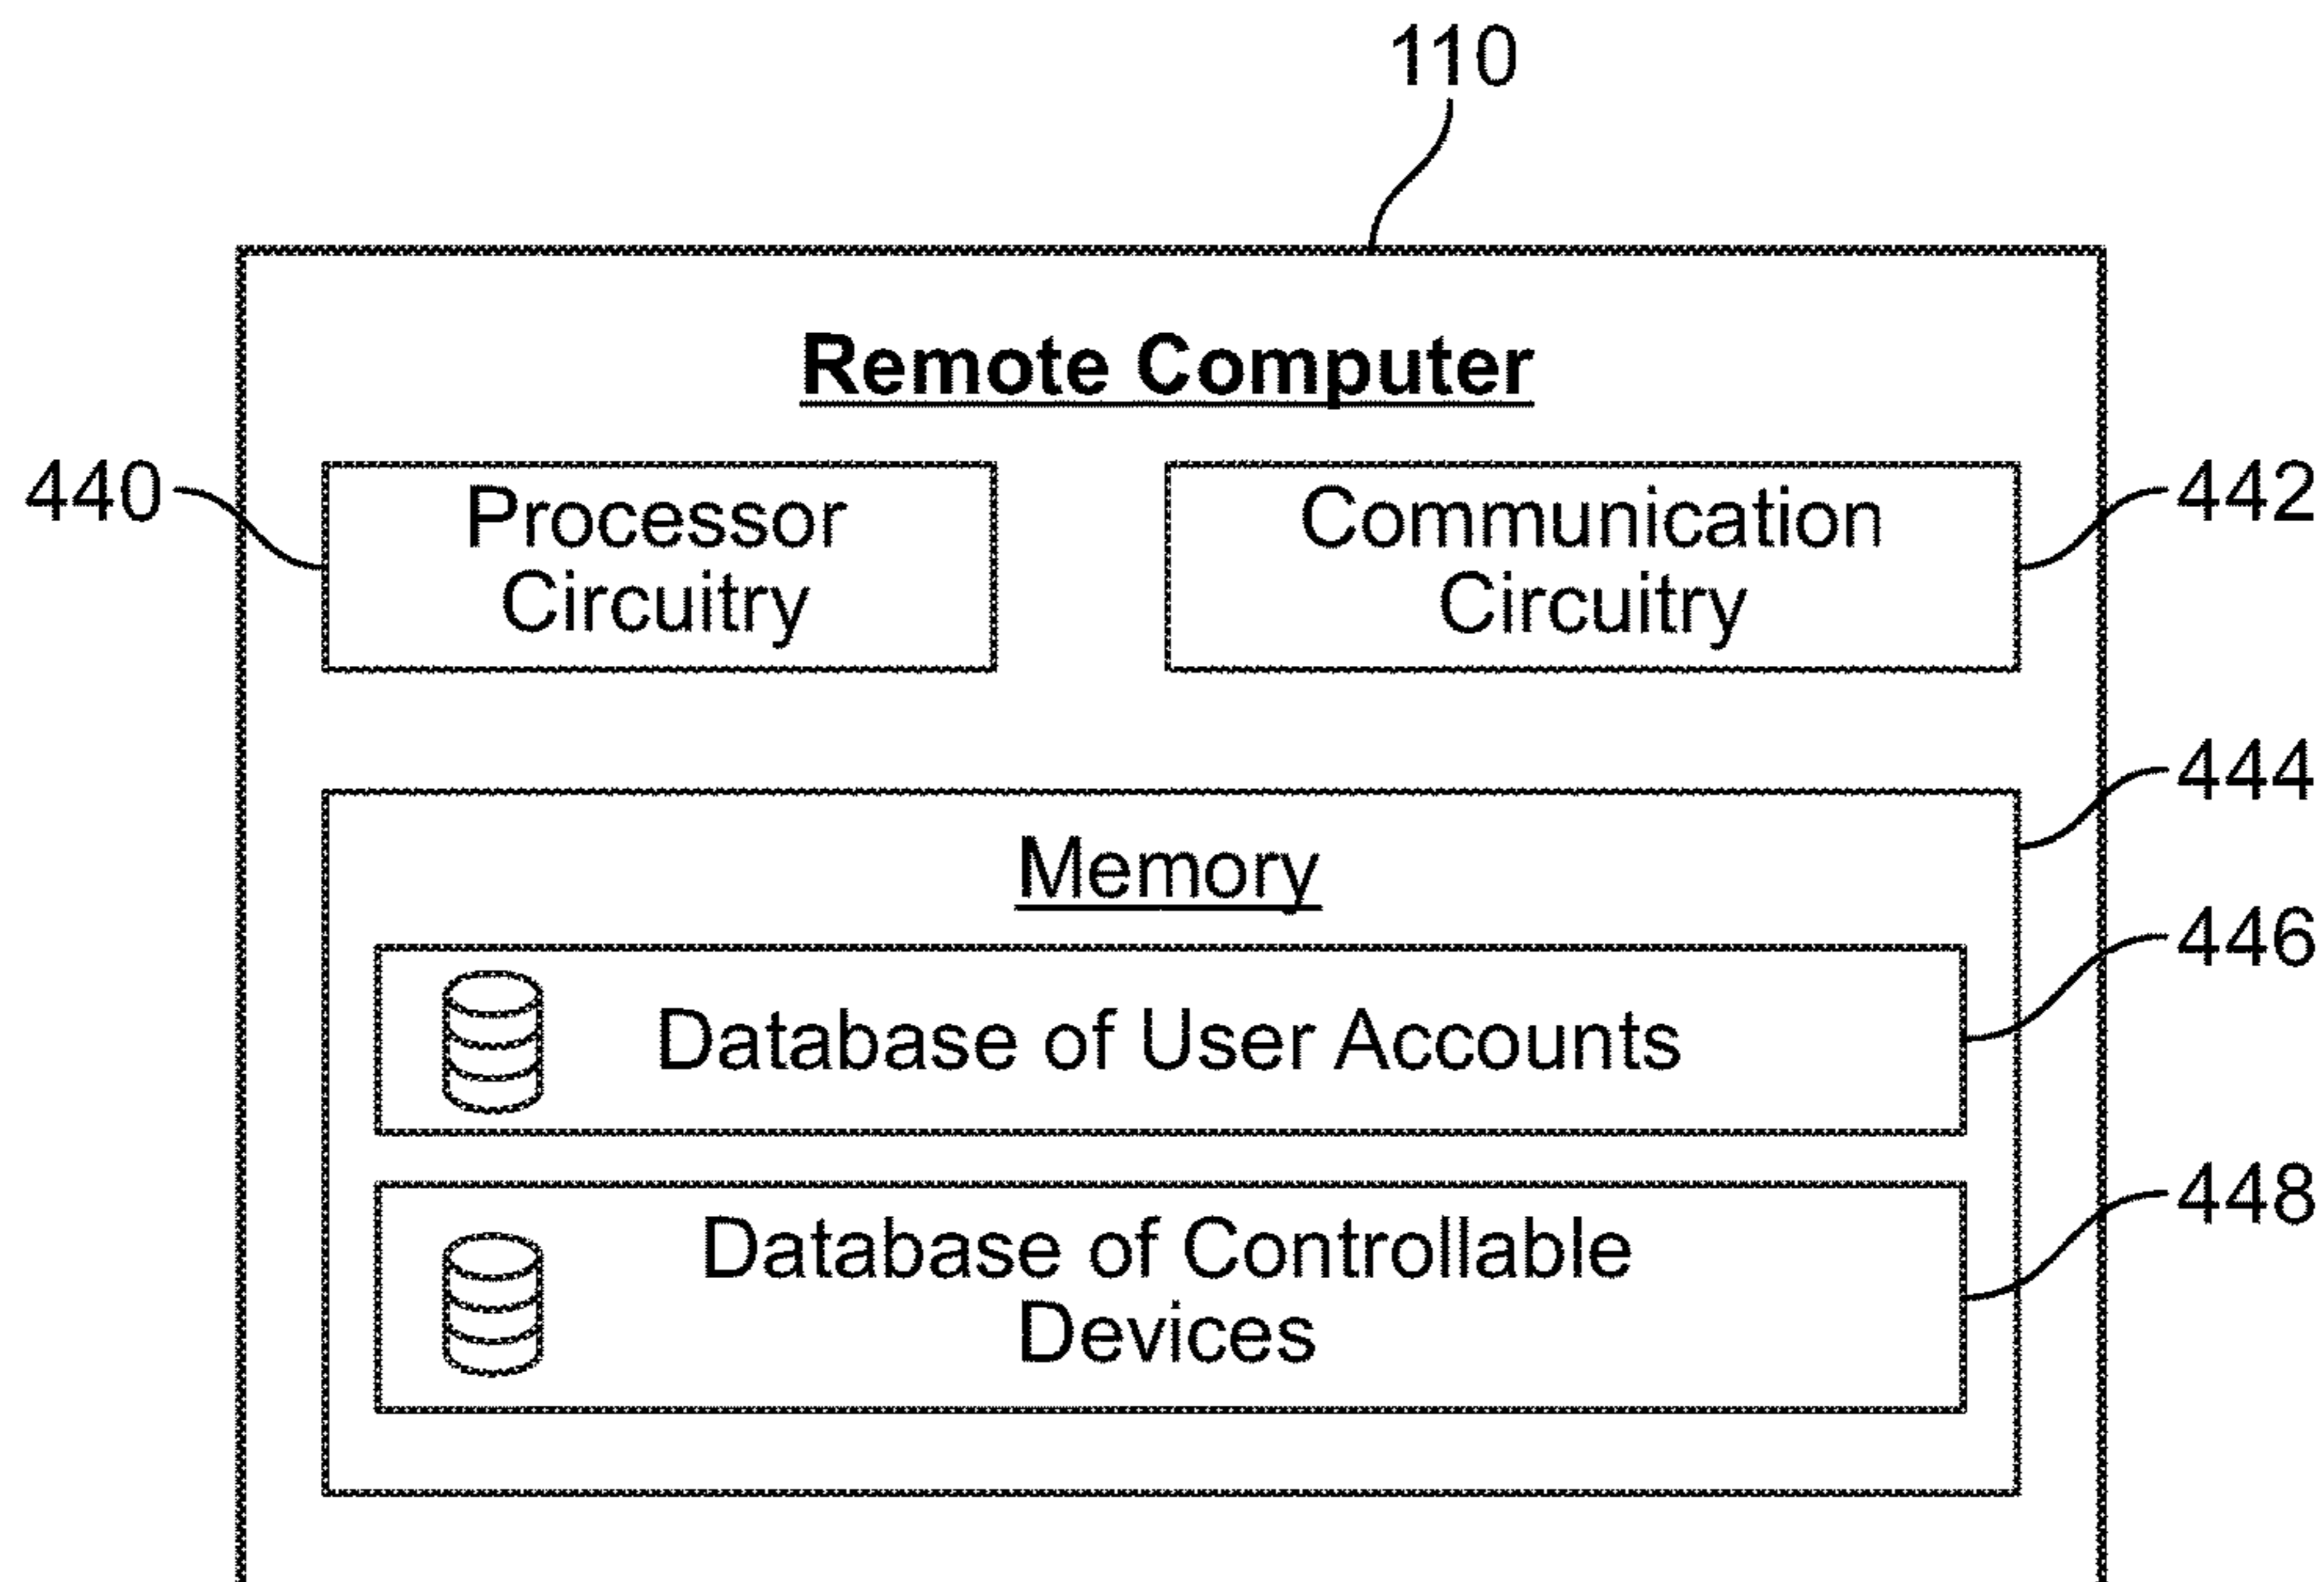 110
Remote Computer
440
Processor
Circuitry
Communication
Circuitry
442
444
Memory
446
Database of User Accounts
448
Database of Controllable
Devices